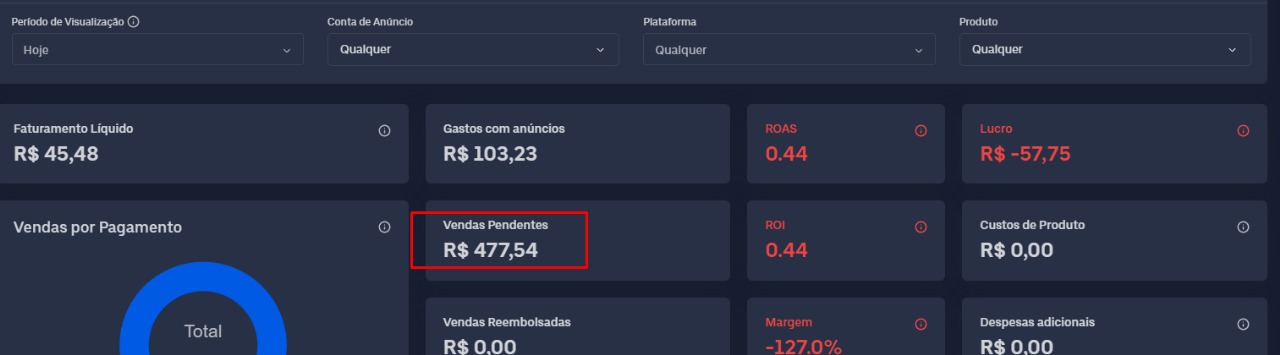 Período de Visualização
Conta de Anúncio
Plataforma
Produto
Hoje
Qualquer
Qualquer
Qualquer
Faturamento Líquido
R$ 45,48
Gastos com anúncios
R$ 103,23
ROAS
0.44
Lucro
R$ -57,75
Vendas por Pagamento
Total
Vendas Pendentes
R$ 477,54
ROI
0.44
Custos de Produto
R$ 0,00
Vendas Reembolsadas
R$ 0,00
Margem
-127.0%
Despesas adicionais
R$ 0,00